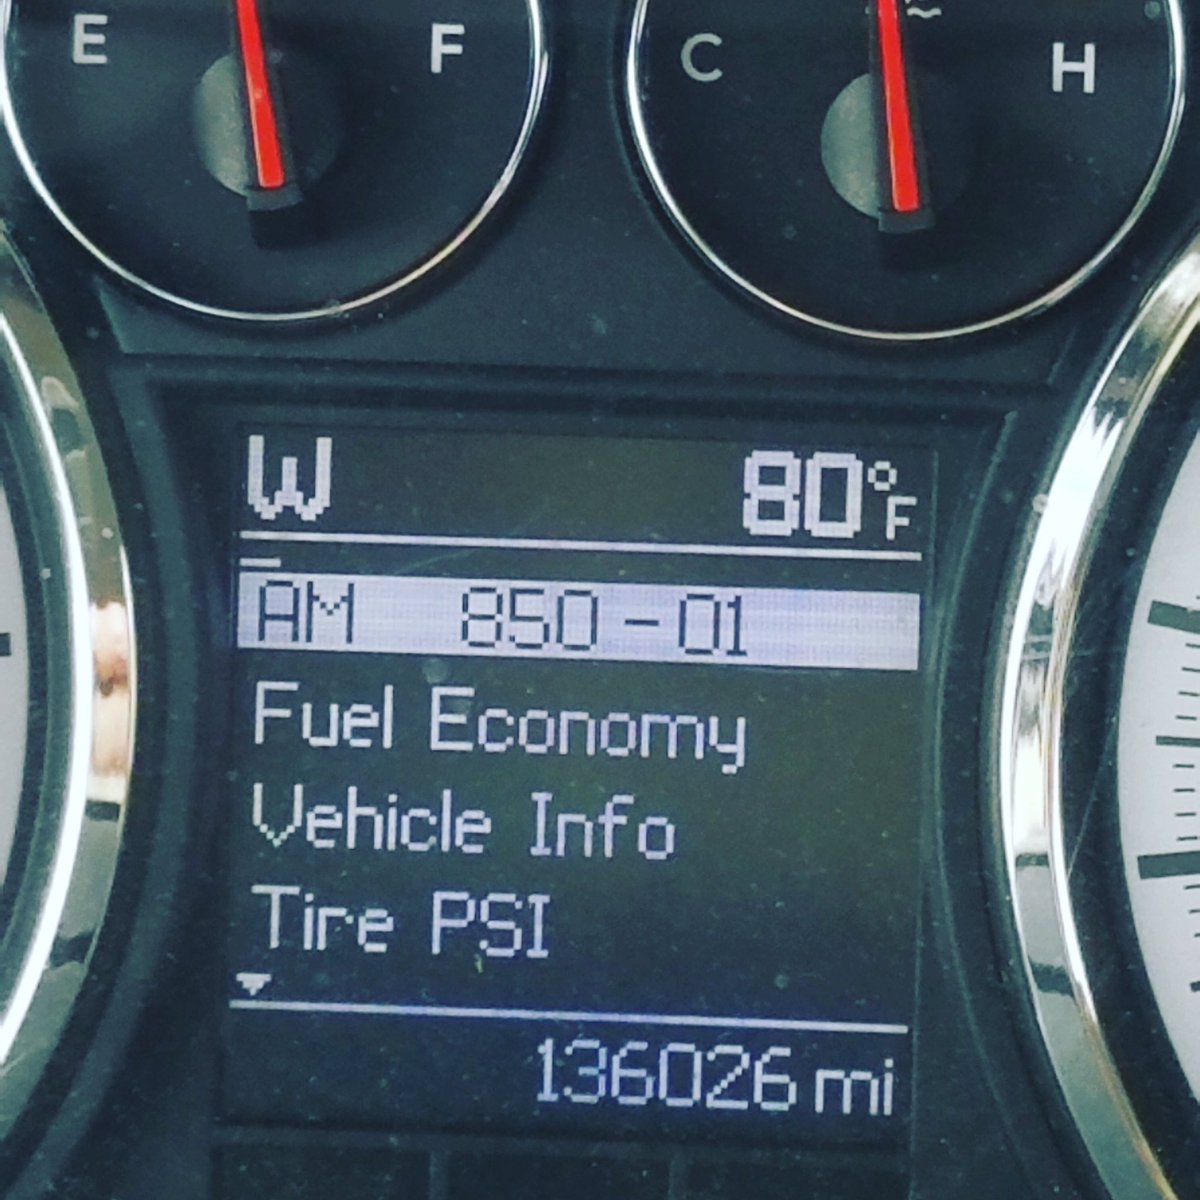 E F C H
W 80°F
AM 850-01
Fuel Economy
Vehicle Info
Tire PSI
136026 mi